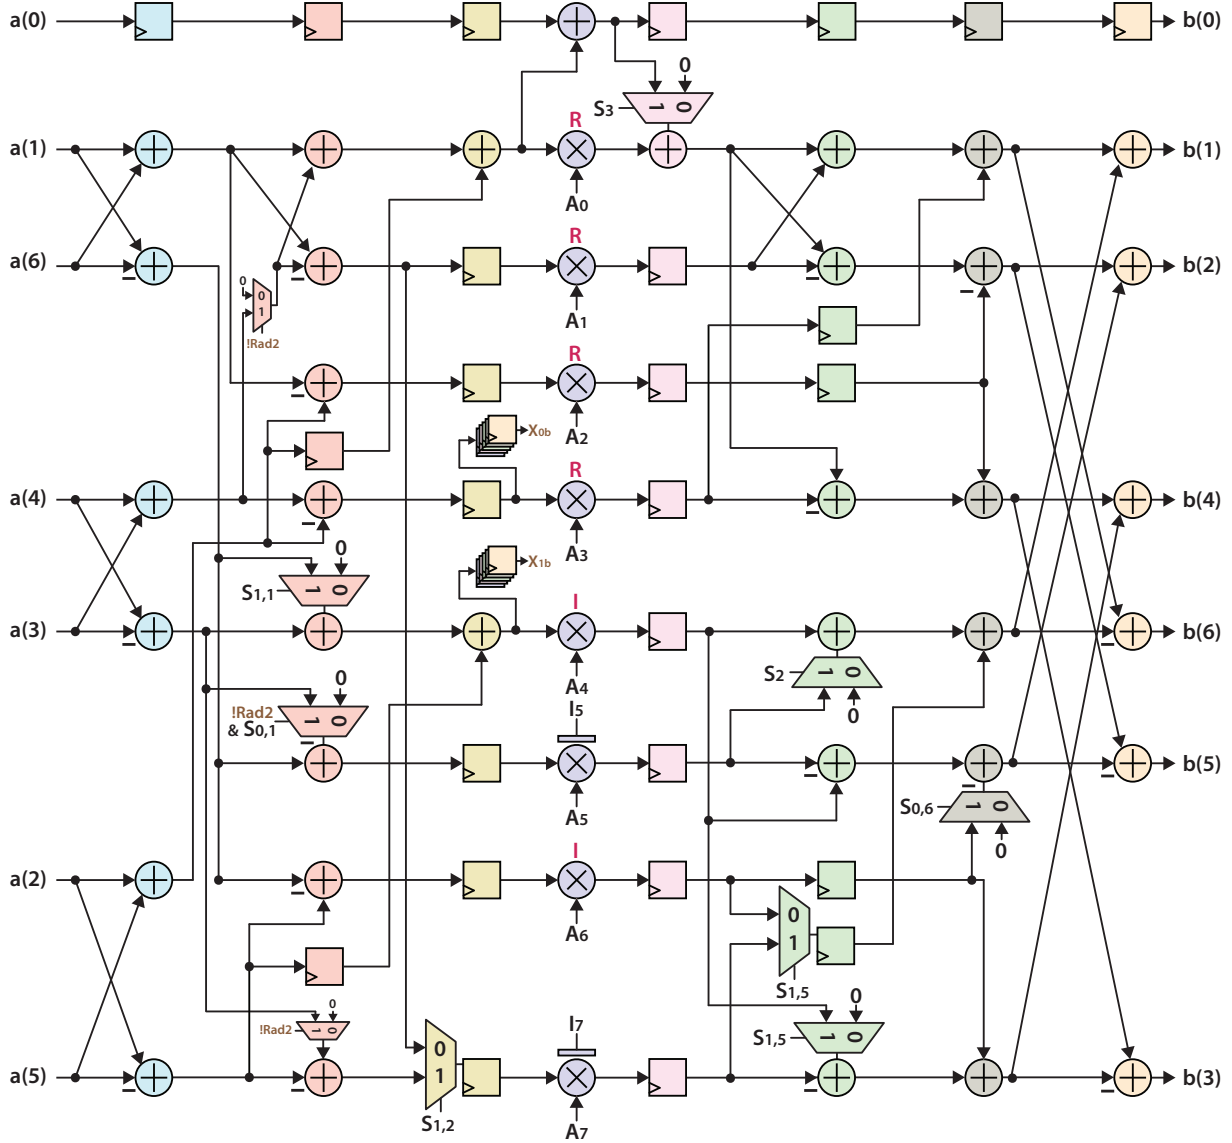 a(0) b(0)
0
S3 1 0
R
a(1) b(1)
A0
R
a(6) b(2)
0 0
1
A1
!Rad2
R
A2
X0b
R
a(4) b(4)
A3
0
X1b
S1,1 1 0
I
a(3) b(6)
0 A4 S2 1 0
!Rad2 1 0 I5 0
& S0,1
b(5)
A5 S0,6 1 0
I 0
a(2) b(3)
A6 0
1
S1,5
0 0
!Rad2 1 0 I7 S1,5 1 0
0
a(5) 1
S1,2 A7